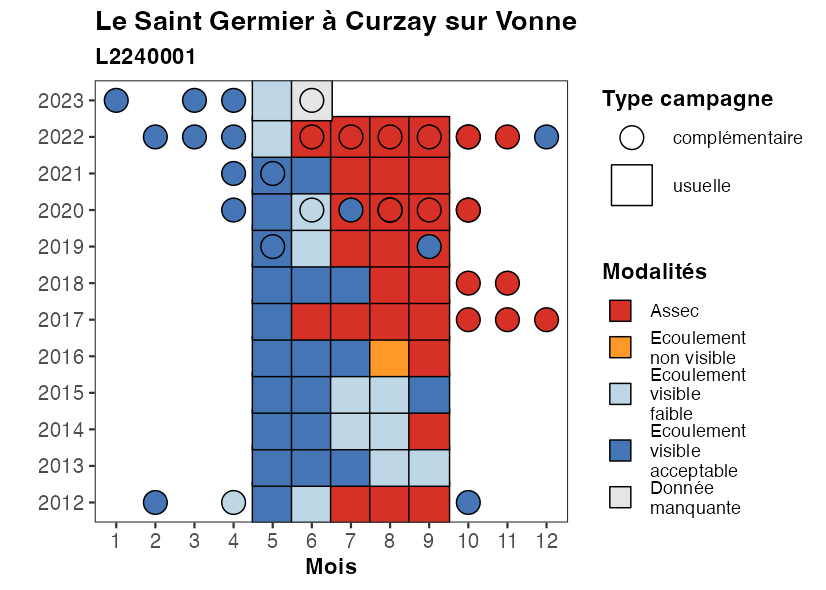 Le Saint Germier à Curzay sur Vonne
L2240001
2023
2022
2021
2020
2019
2018
2017
2016
2015
2014
2013
2012
1 2 3 4 5 6 7 8 9 10 11 12
Mois
Type campagne
complémentaire
usuelle
Modalités
Assec
Ecoulement
non visible
Ecoulement
visible
faible
Ecoulement
visible
acceptable
Donnée
manquante